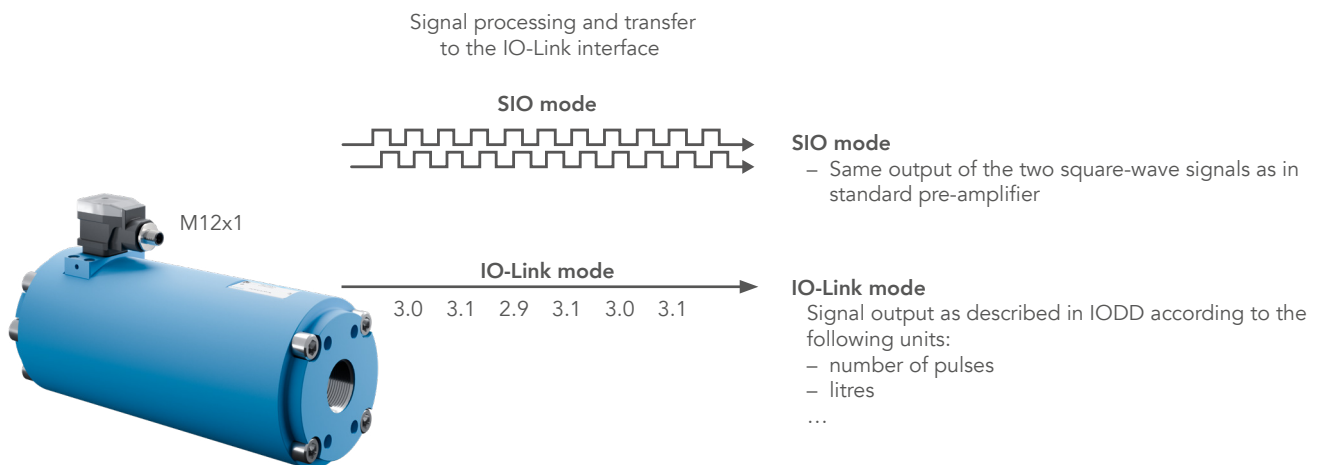 Signal processing and transfer
to the IO-Link interface
SIO mode
SIO mode
– Same output of the two square-wave signals as in
standard pre-amplifier
M12x1
IO-Link mode
3.0 3.1 2.9 3.1 3.0 3.1
IO-Link mode
Signal output as described in IODD according to the
following units:
– number of pulses
– litres
…